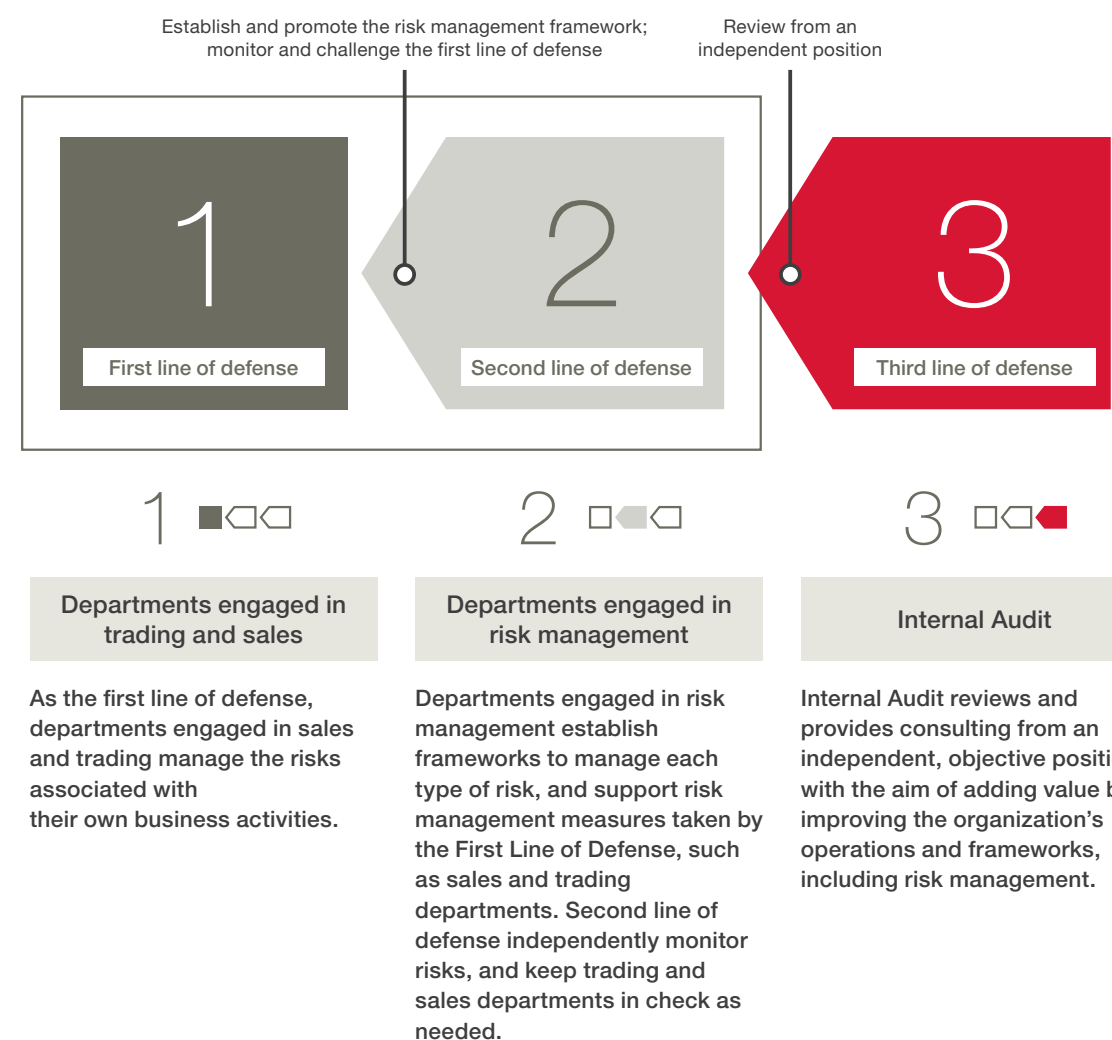 Establish and promote the risk management framework;
monitor and challenge the first line of defense
Review from an
independent position
1
First line of defense
2
Second line of defense
3
Third line of defense
1
Departments engaged in
trading and sales
As the first line of defense,
departments engaged in sales
and trading manage the risks
associated with
their own business activities.
2
Departments engaged in
risk management
Departments engaged in risk
management establish
frameworks to manage each
type of risk, and support risk
management measures taken by
the First Line of Defense, such
as sales and trading
departments. Second line of
defense independently monitor
risks, and keep trading and
sales departments in check as
needed.
3
Internal Audit
Internal Audit reviews and
provides consulting from an
independent, objective
with the aim of adding value
improving the organization’s
operations and frameworks,
including risk management.